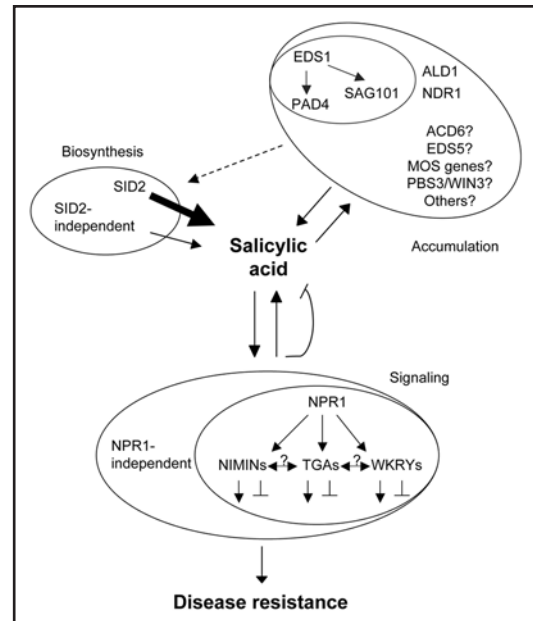 EDS1
PAD4
SAG101
ALD1
NDR1
ACD6?
EDS5?
MOS genes?
PBS3/WIN3?
Others?
Accumulation
Biosynthesis
SID2
SID2-
independent
Salicylic
acid
Signaling
NPR1
NPR1-
independent
NIMINs ? TGAs ? WKRYs
Disease resistance